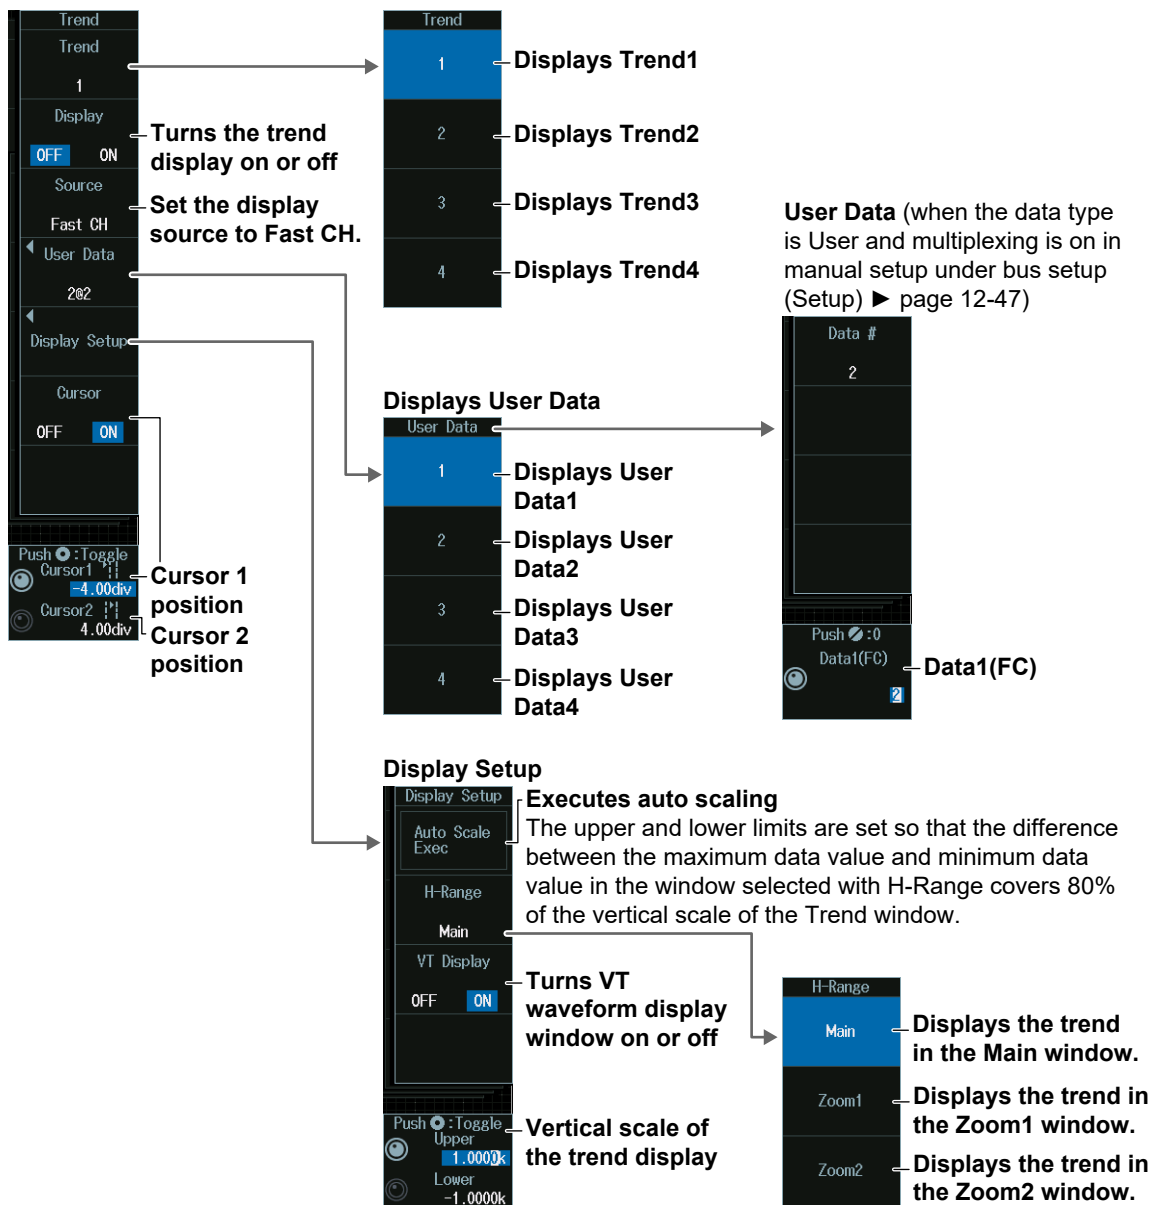 Trend
Trend
1
Display
OFF ON
Source
Fast CH
User Data
2@2
Display Setup
Cursor
OFF ON
Push :Toggle
Cursor1
-4.00div
Cursor2
4.00div
Turns the trend
display on or off
Set the display
source to Fast CH.
Cursor 1
position
Cursor 2
position
Trend
1
2
3
4
Displays Trend1
Displays Trend2
Displays Trend3
Displays Trend4
User Data (when the data type
is User and multiplexing is on in
manual setup under bus setup
(Setup) ► page 12-47)
Data #
2
Push :0
Data1(FC)
2
Data1(FC)
Displays User Data
User Data
1
2
3
4
Displays User
Data1
Displays User
Data2
Displays User
Data3
Displays User
Data4
Display Setup
Display Setup
Auto Scale
Exec
H-Range
Main
VT Display
OFF ON
Push :Toggle
Upper
1.0000k
Lower
-1.0000k
Executes auto scaling
The upper and lower limits are set so that the difference
between the maximum data value and minimum data
value in the window selected with H-Range covers 80%
of the vertical scale of the Trend window.
Turns VT
waveform display
window on or off
Vertical scale of
the trend display
H-Range
Main
Zoom1
Zoom2
Displays the trend
in the Main window.
Displays the trend in
the Zoom1 window.
Displays the trend in
the Zoom2 window.